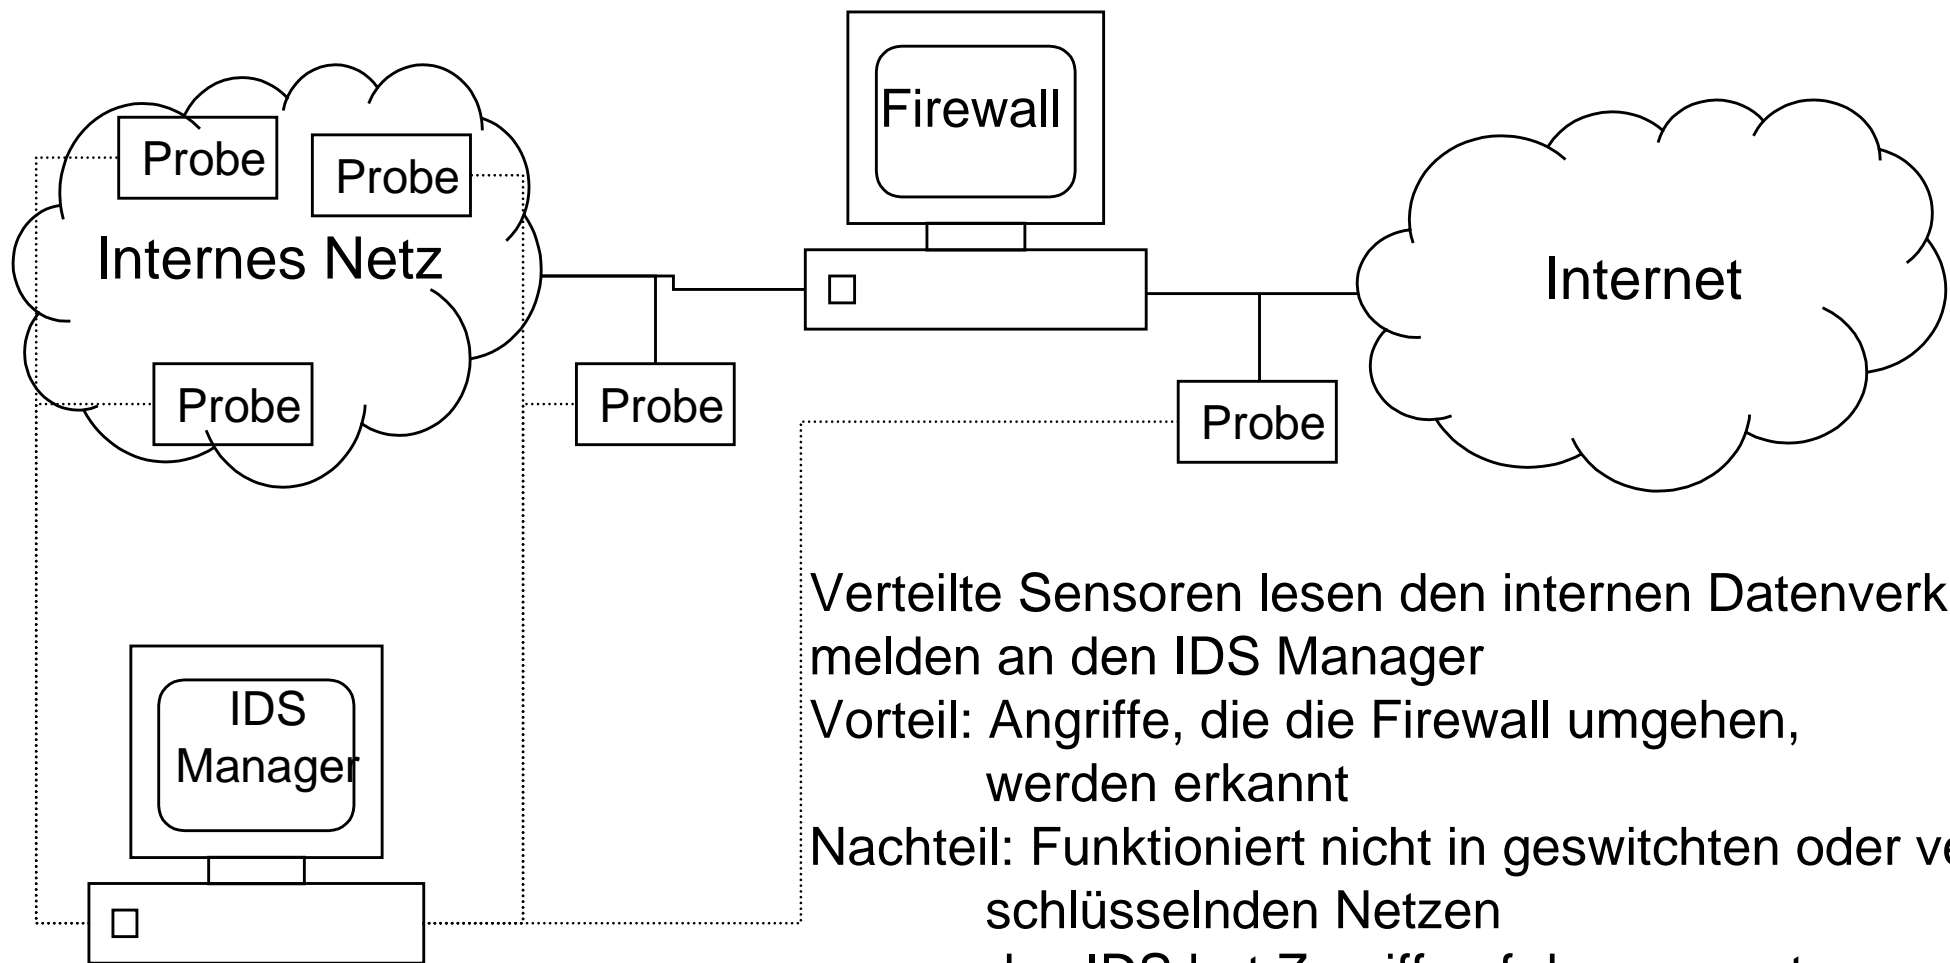 Firewall
Probe
Probe
Internes Netz
Internet
Probe
Probe
Probe
Verteilte Sensoren lesen den internen Datenverk
melden an den IDS Manager
Vorteil: Angriffe, die die Firewall umgehen,
werden erkannt
Nachteil: Funktioniert nicht in geswitchten oder ve
schlüsselnden Netzen
IDS
Manager